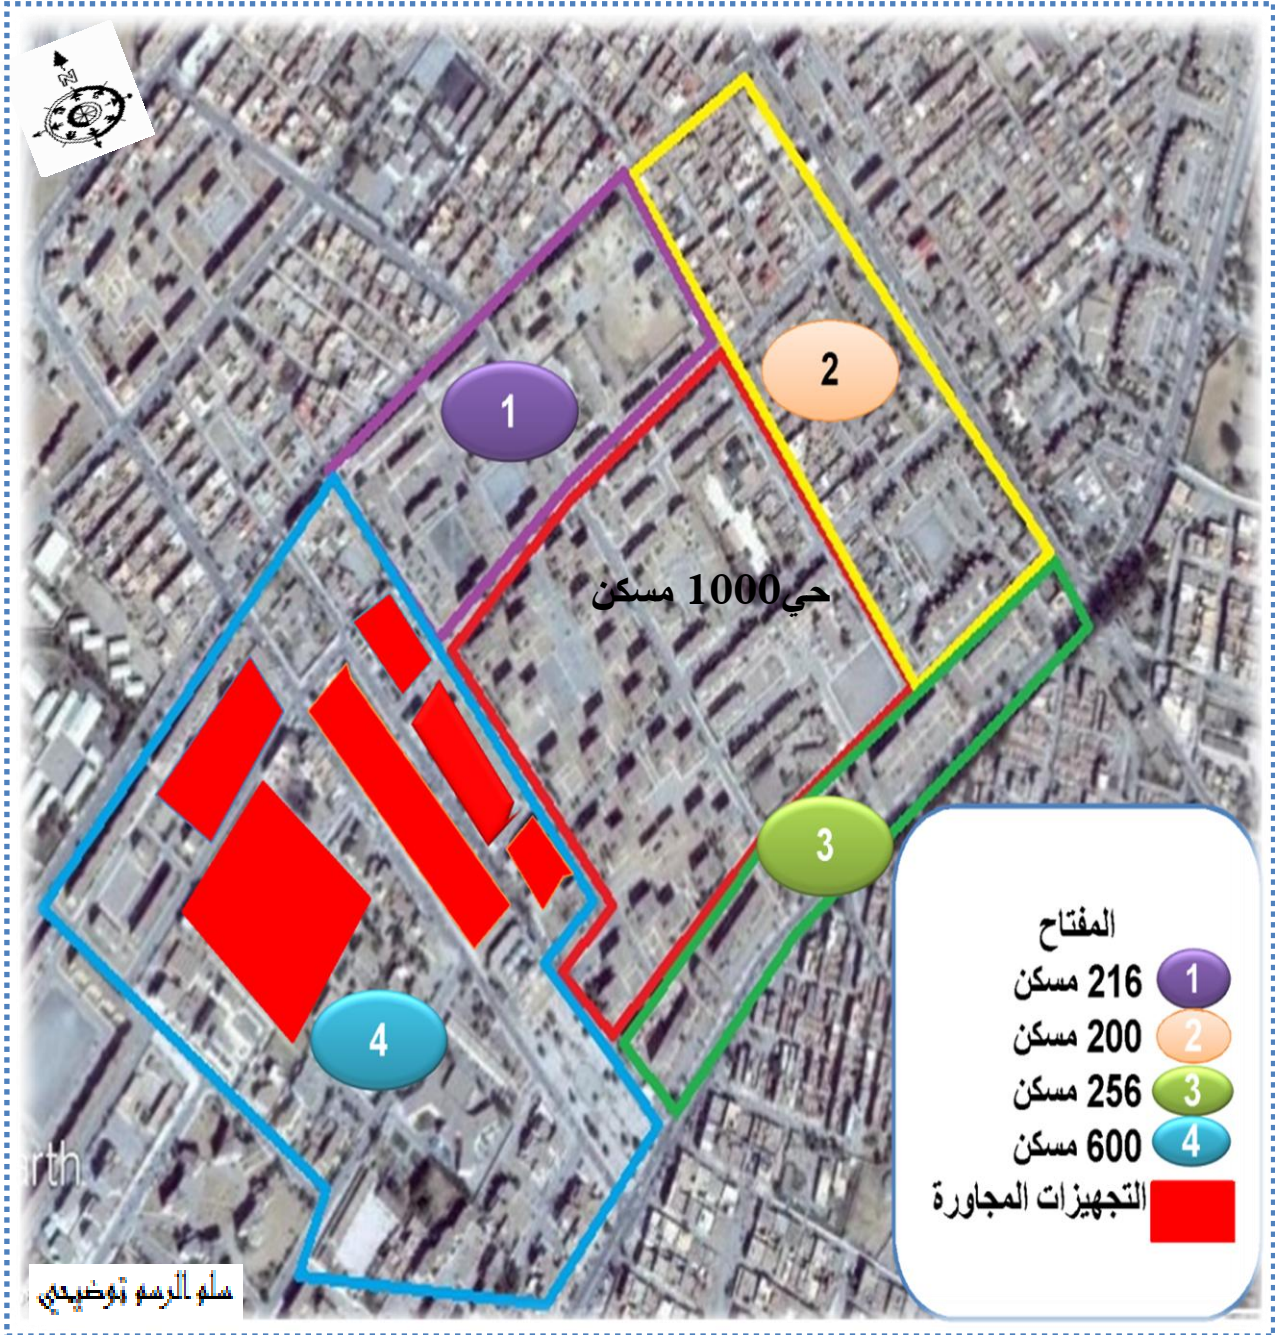 N
1
2
حي1000 مسكن
3
4
المفتاح
1 216 مسكن
2 200 مسكن
3 256 مسكن
4 600 مسكن
التجهيزات المجاورة
arth
سلم الرسم توضيحي